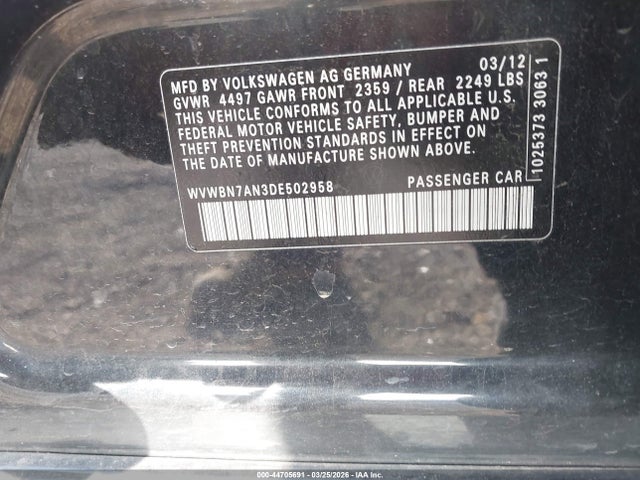 03/12
MFD BY VOLKSWAGEN AG GERMANY
GVWR 4497 GAWR FRONT 2359 / REAR 2249 LBS
THIS VEHICLE CONFORMS TO ALL APPLICABLE U.S.
FEDERAL MOTOR VEHICLE SAFETY, BUMPER AND
THEFT PREVENTION STANDARDS IN EFFECT ON
THE DATE OF MANUFACTURE SHOWN ABOVE.
WVWBN7AN3DE502958 PASSENGER CAR
1025373 3063 1
000-44705691 - 03/25/2026 - IAA Inc.